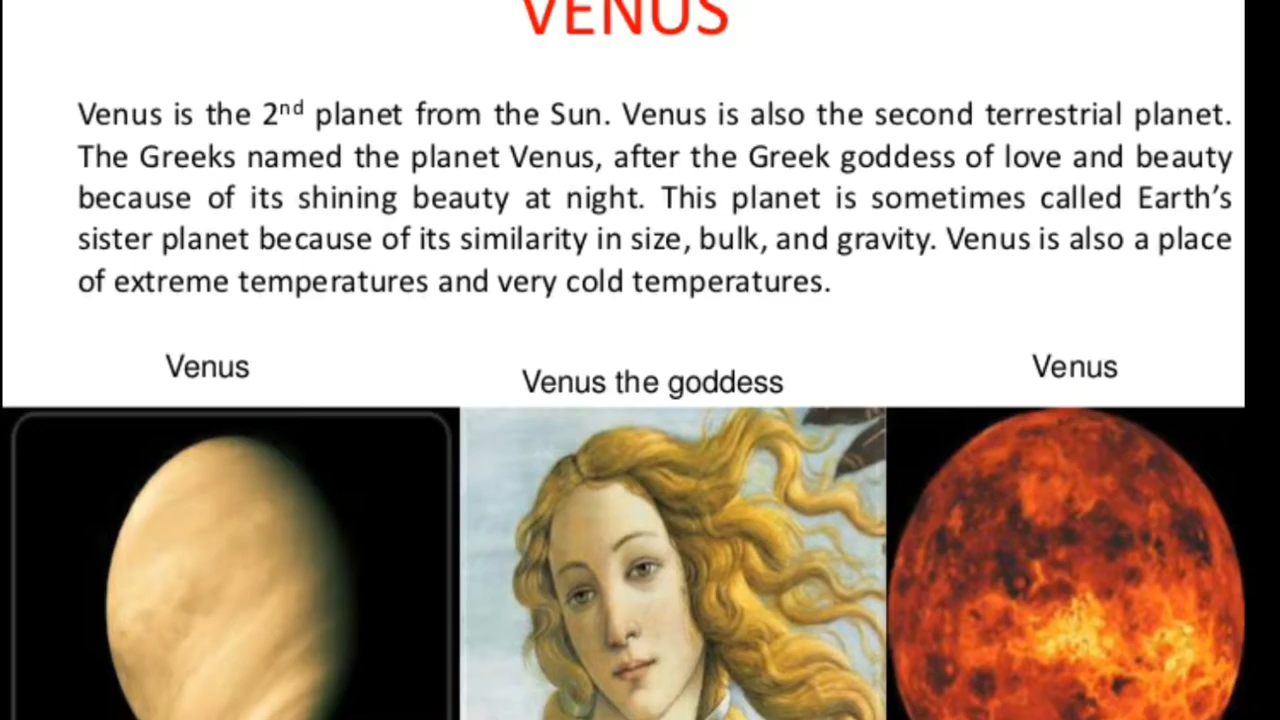 VENUS
Venus is the 2nd planet from the Sun. Venus is also the second terrestrial planet.
The Greeks named the planet Venus, after the Greek goddess of love and beauty
because of its shining beauty at night. This planet is sometimes called Earth’s
sister planet because of its similarity in size, bulk, and gravity. Venus is also a place
of extreme temperatures and very cold temperatures.
Venus
Venus the goddess
Venus